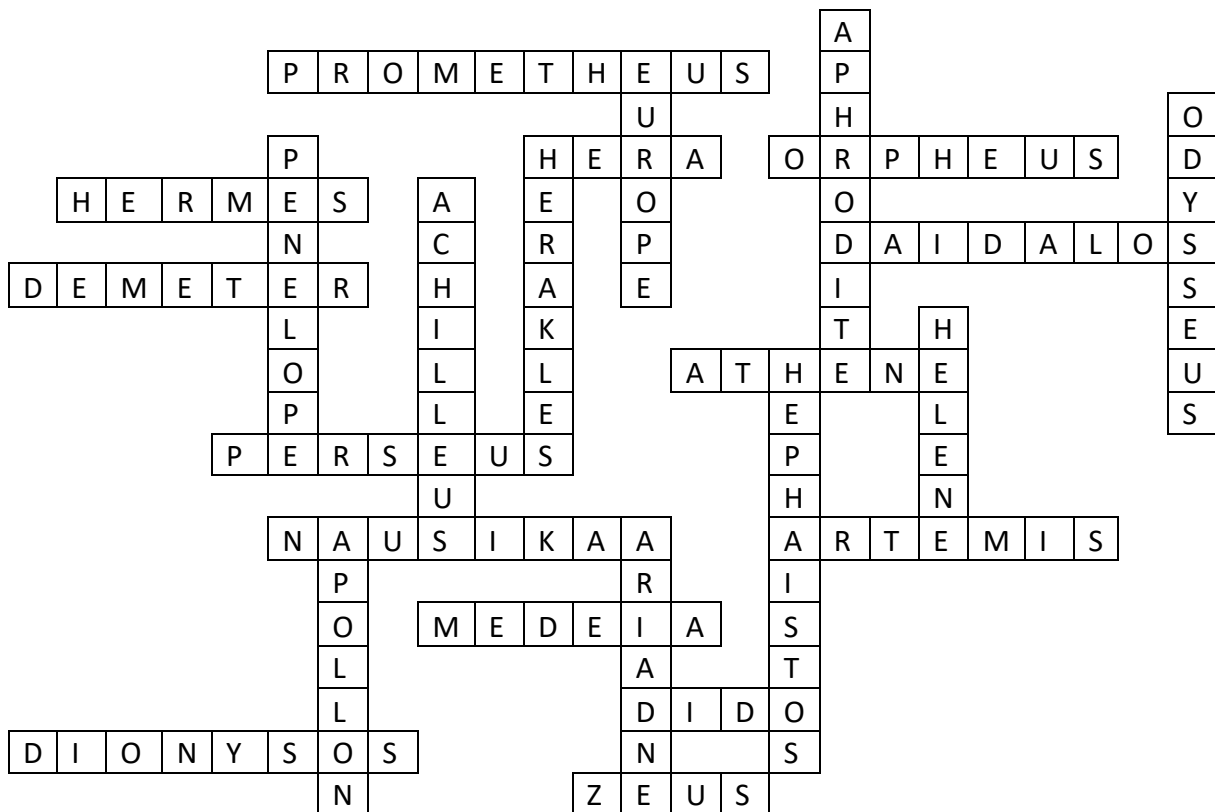 APHRODITE
PROMETHEUS
EUROPE
ODYSSEUS
PENELOPE
HERA
HERAKLES
ORPHEUS
HERMES
ACHILLEUS
DAIDALOS
DEMETER
HELENE
ATHENE
HEPHAISTOS
PERSEUS
NAUSIKAA
APOLLON
ARIADNE
ARTEMIS
MEDEIA
DIDO
DIONYSOS
ZEUS